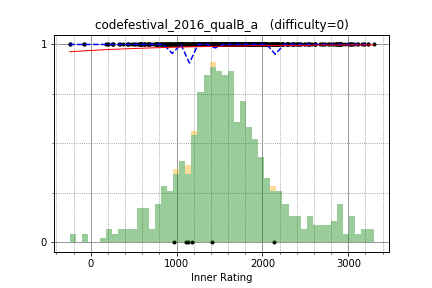 codefestival_2016_qualB_a   (difficulty=0)
1
0
0 1000 2000 3000
Inner Rating